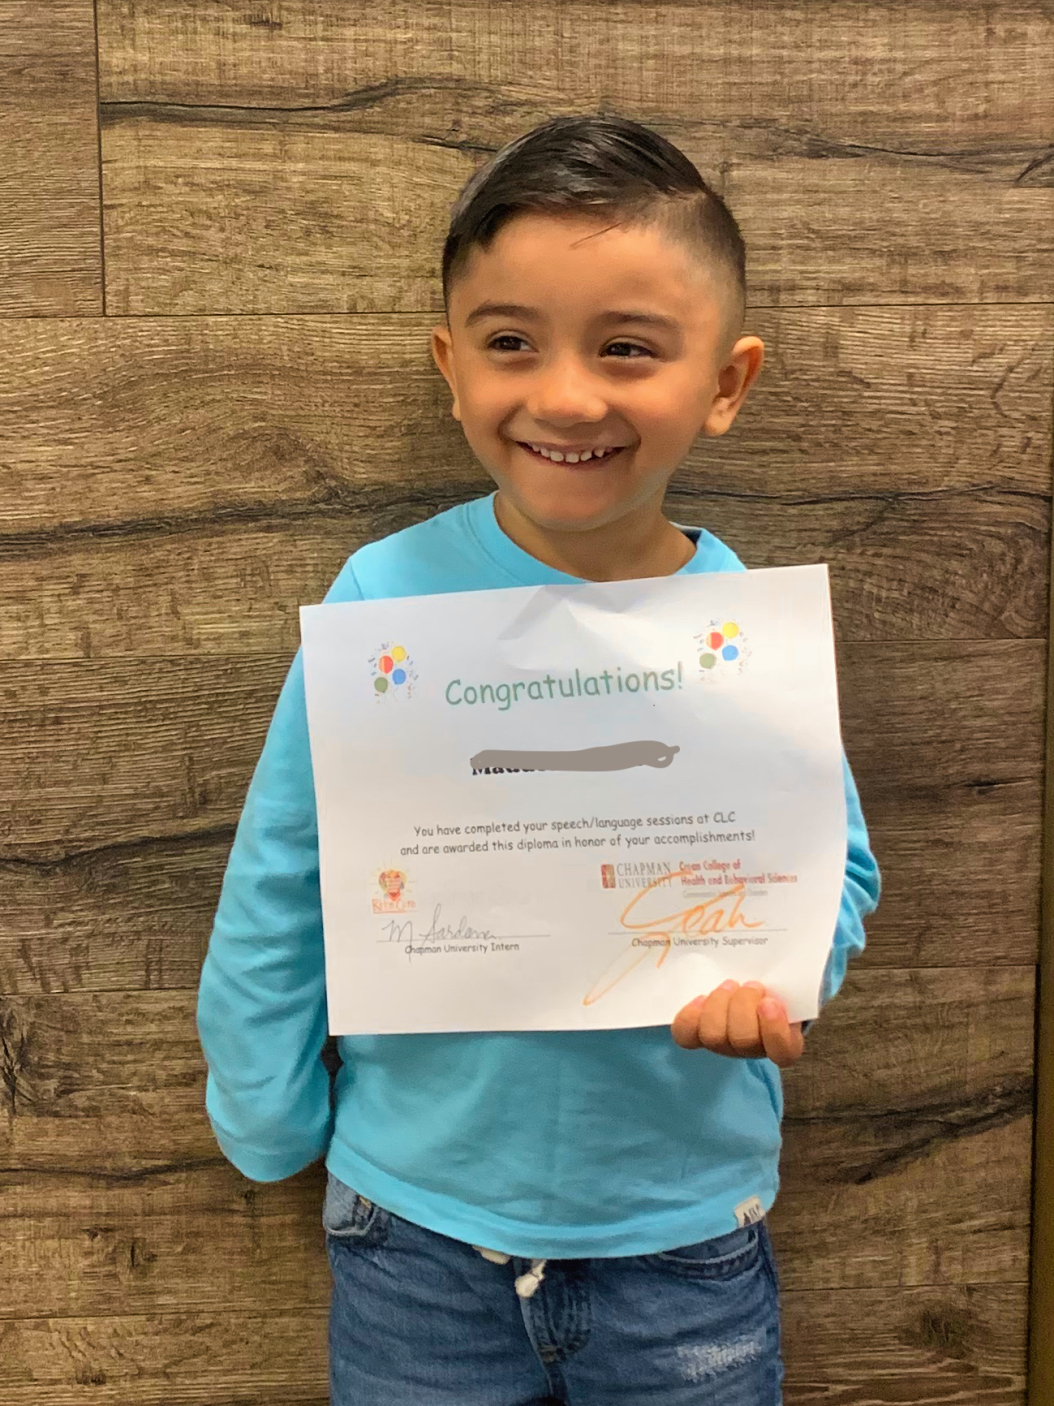 Congratulations!
You have completed your speech/language sessions at CLC
and are awarded this diploma in honor of your accomplishments!
CHAPMAN UNIVERSITY
Crean College of
Health and Behavioral Sciences
M Sardana
Chapman University Intern
Chapman University Supervisor